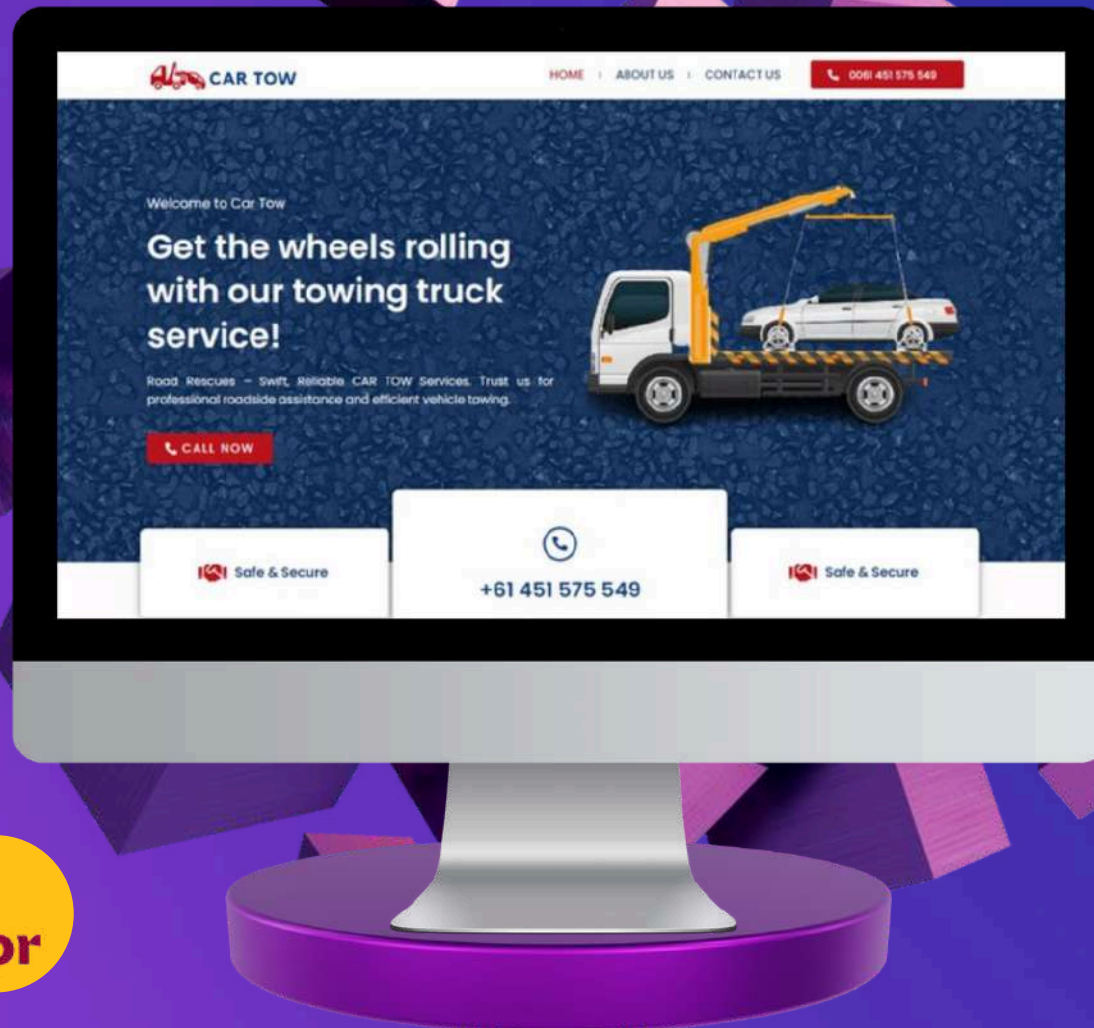 CAR TOW
HOME
ABOUT US
CONTACT US
0061 451 575 549
Welcome to Car Tow
Get the wheels rolling
with our towing truck
service!
Road Rescues – Swift, Reliable CAR TOW Services. Trust us for
professional roadside assistance and efficient vehicle towing.
CALL NOW
Safe & Secure
+61 451 575 549
Safe & Secure
or